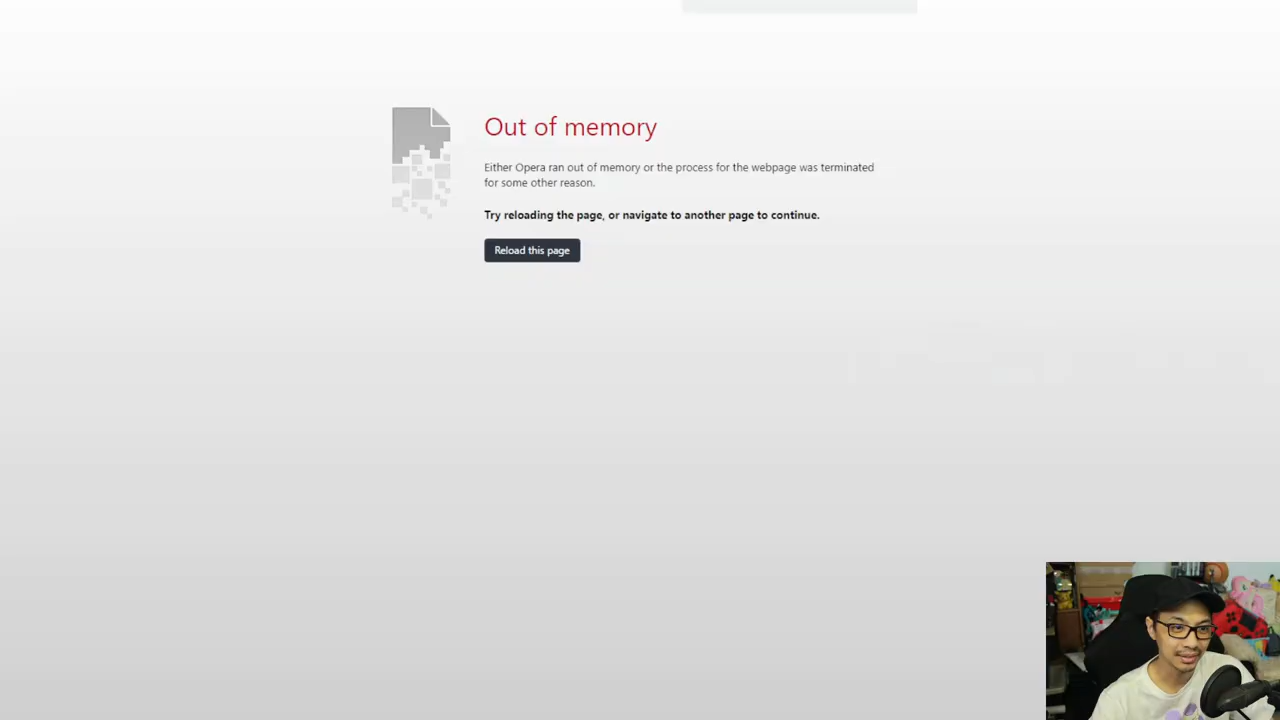 Out of memory
Either Opera ran out of memory or the process for the webpage was terminated
for some other reason.
Try reloading the page, or navigate to another page to continue.
Reload this page